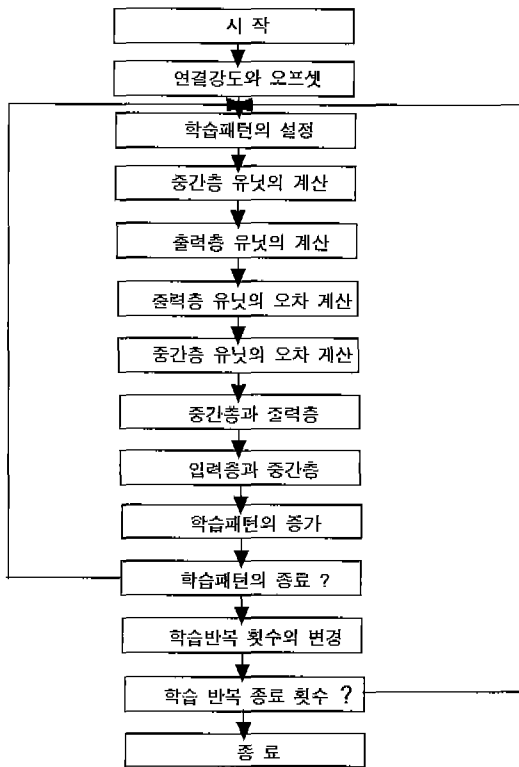 시 작
연결강도와 오프셋
학습패턴의 설정
중간층 유닛의 계산
출력층 유닛의 계산
출력층 유닛의 오차 계산
중간층 유닛의 오차 계산
중간층과 출력층
입력층과 중간층
학습패턴의 증가
학습패턴의 종료 ?
학습반복 횟수의 변경
학습 반복 종료 횟수 ?
종 료